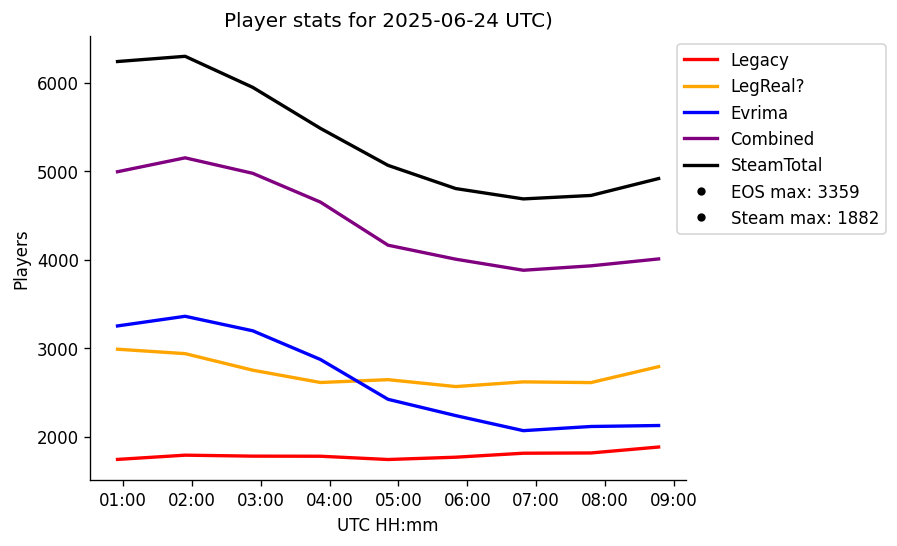 Player stats for 2025-06-24 UTC)
Legacy
LegReal?
Evrima
Combined
SteamTotal
EOS max: 3359
Steam max: 1882
6000
5000
4000
3000
2000
Players
01:00 02:00 03:00 04:00 05:00 06:00 07:00 08:00 09:00
UTC HH:mm